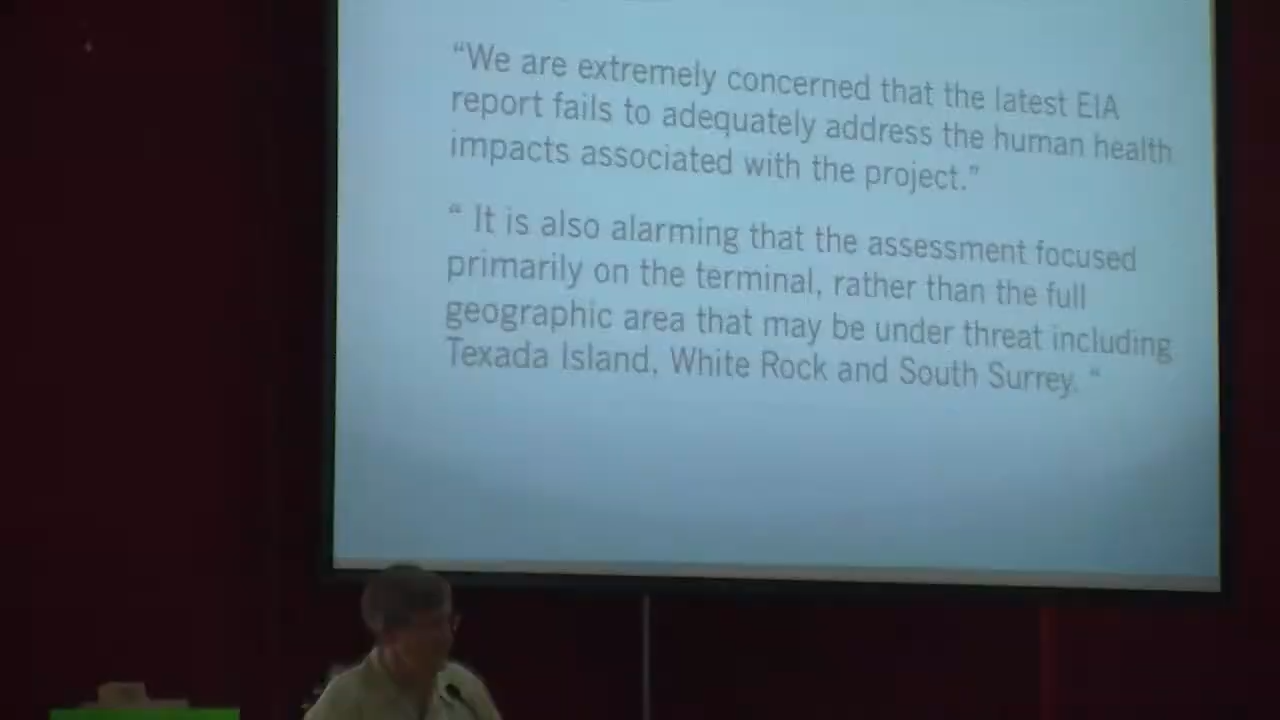 “We are extremely concerned that the latest EIA
report fails to adequately address the human health
impacts associated with the project.”
“ It is also alarming that the assessment focused
primarily on the terminal, rather than the full
geographic area that may be under threat including
Texada Island, White Rock and South Surrey. “